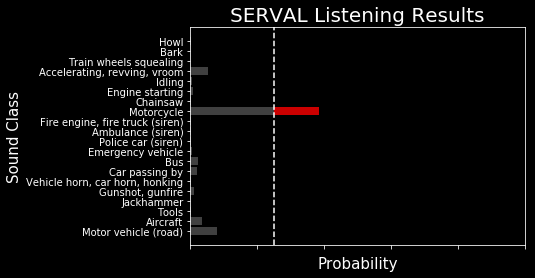 SERVAL Listening Results
Howl
Bark
Train wheels squealing
Accelerating, revving, vroom
Idling
Engine starting
Chainsaw
Motorcycle
Fire engine, fire truck (siren)
Ambulance (siren)
Police car (siren)
Emergency vehicle
Bus
Car passing by
Vehicle horn, car horn, honking
Gunshot, gunfire
Jackhammer
Tools
Aircraft
Motor vehicle (road)
Sound Class
Probability